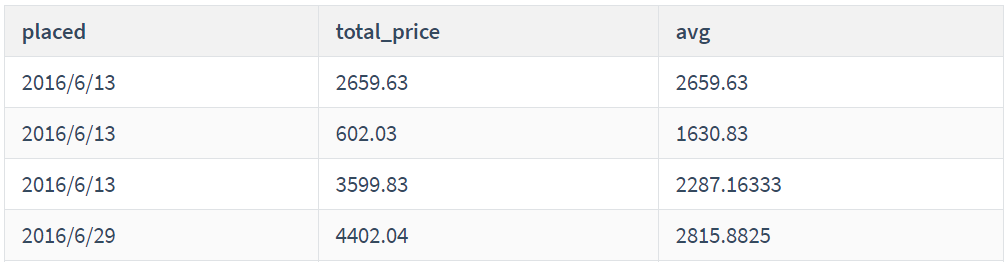 placed total_price avg
2016/6/13 2659.63 2659.63
2016/6/13 602.03 1630.83
2016/6/13 3599.83 2287.16333
2016/6/29 4402.04 2815.8825